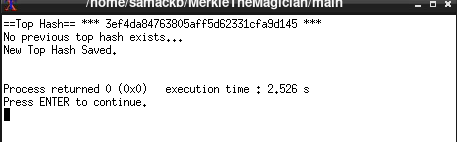 /home/samackb/MerkleTheMagician/main
==Top Hash== *** 3ef4da84763805aff5d62331cfa9d145 ***
No previous top hash exists...
New Top Hash Saved.
Process returned 0 (0x0)   execution time : 2.526 s
Press ENTER to continue.